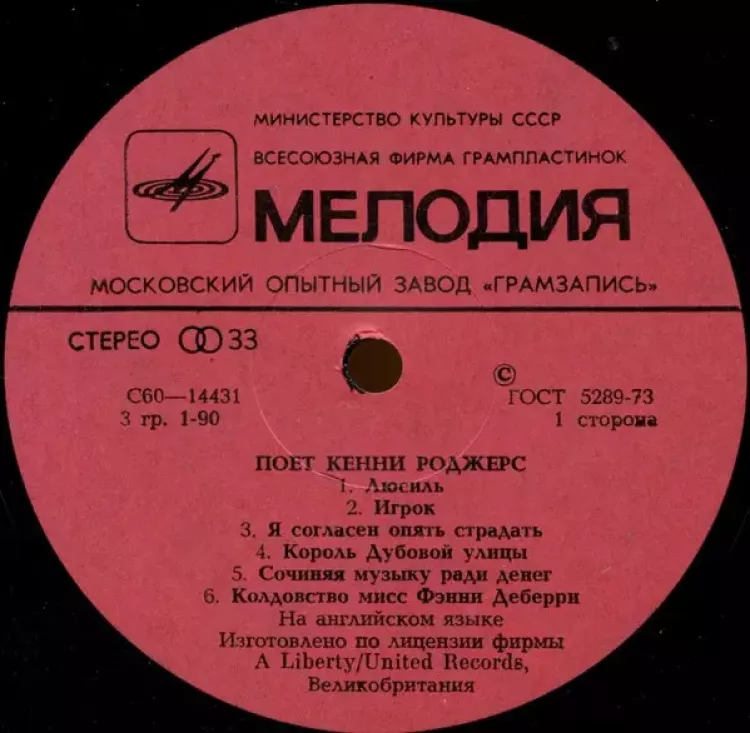 МИНИСТЕРСТВО КУЛЬТУРЫ СССР
ВСЕСОЮЗНАЯ ФИРМА ГРАМПЛАСТИНОК
МЕЛОДИЯ
МОСКОВСКИЙ ОПЫТНЫЙ ЗАВОД «ГРАМЗАПИСЬ»
СТЕРЕО 33
С60—14431
3 гр. 1-90
©
ГОСТ 5289-73
1 сторона
ПОЕТ КЕННИ РОДЖЕРС
1. Люсиль
2. Игрок
3. Я согласен опять страдать
4. Король Дубовой улицы
5. Сочиняя музыку ради денег
6. Колдовство мисс Фэнни Деберри
На английском языке
Изготовлено по лицензии фирмы
A Liberty/United Records,
Великобритания